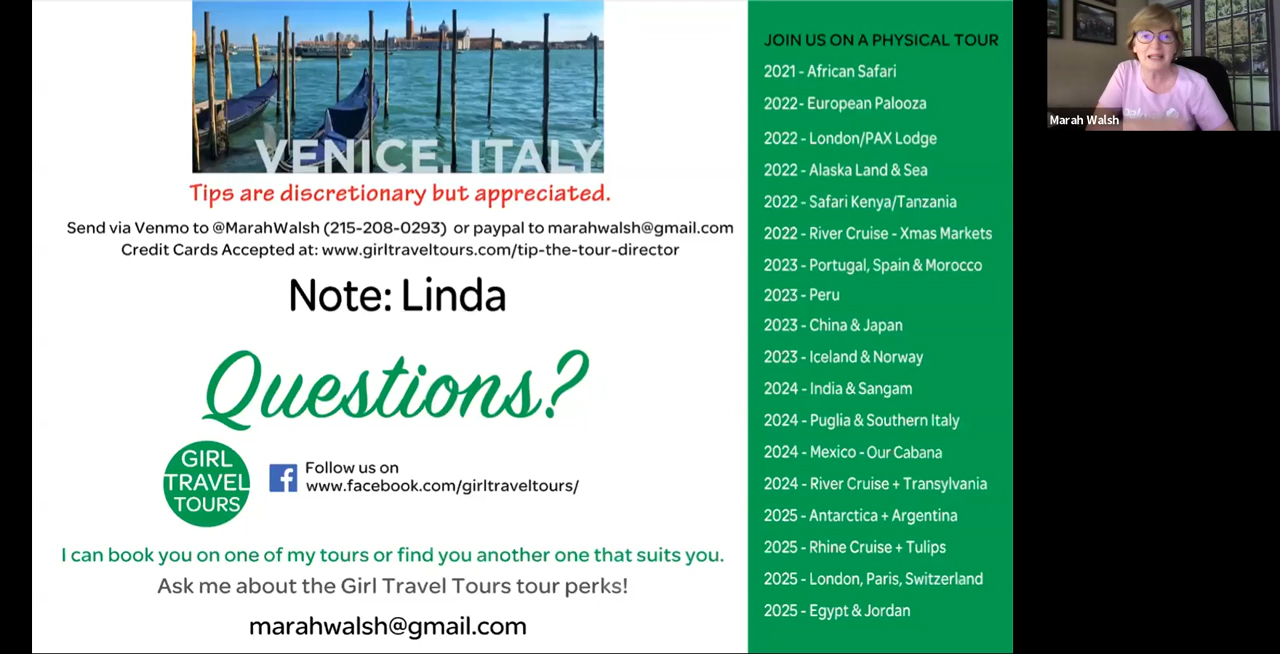 VENICE, ITALY
Tips are discretionary but appreciated.
Send via Venmo to @MarahWalsh (215-208-0293) or paypal to marahwalsh@gmail.com
Credit Cards Accepted at: www.girltraveltours.com/tip-the-tour-director
Note: Linda
Questions?
GIRL
TRAVEL
TOURS
Follow us on
www.facebook.com/girltraveltours/
I can book you on one of my tours or find you another one that suits you.
Ask me about the Girl Travel Tours tour perks!
marahwalsh@gmail.com
JOIN US ON A PHYSICAL TOUR
2021 - African Safari
2022- European Palooza
2022 - London/PAX Lodge
2022 - Alaska Land & Sea
2022 - Safari Kenya/Tanzania
2022 - River Cruise - Xmas Markets
2023 - Portugal, Spain & Morocco
2023 - Peru
2023 - China & Japan
2023 - Iceland & Norway
2024 - India & Sangam
2024 - Puglia & Southern Italy
2024 - Mexico - Our Cabana
2024 - River Cruise + Transylvania
2025 - Antarctica + Argentina
2025 - Rhine Cruise + Tulips
2025 - London, Paris, Switzerland
2025 - Egypt & Jordan
Marah Walsh